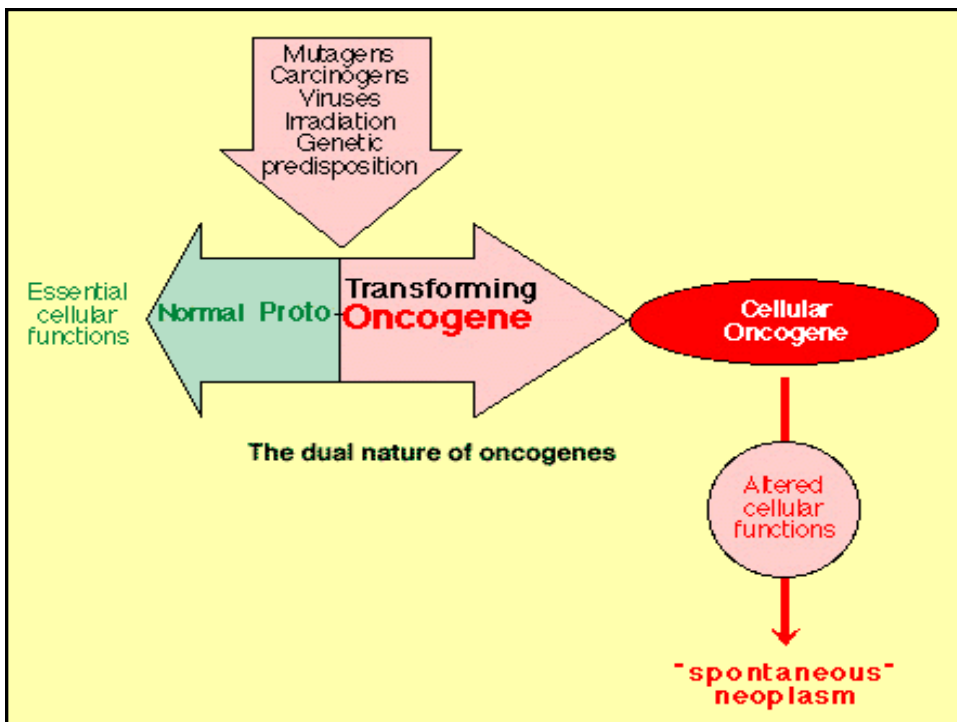 Mutagens
Carcinogens
Viruses
Irradiation
Genetic
predisposition
Essential
cellular
functions
Normal Proto-
Transforming
Oncogene
Cellular
Oncogene
The dual nature of oncogenes
Altered
cellular
functions
"spontaneous"
neoplasm